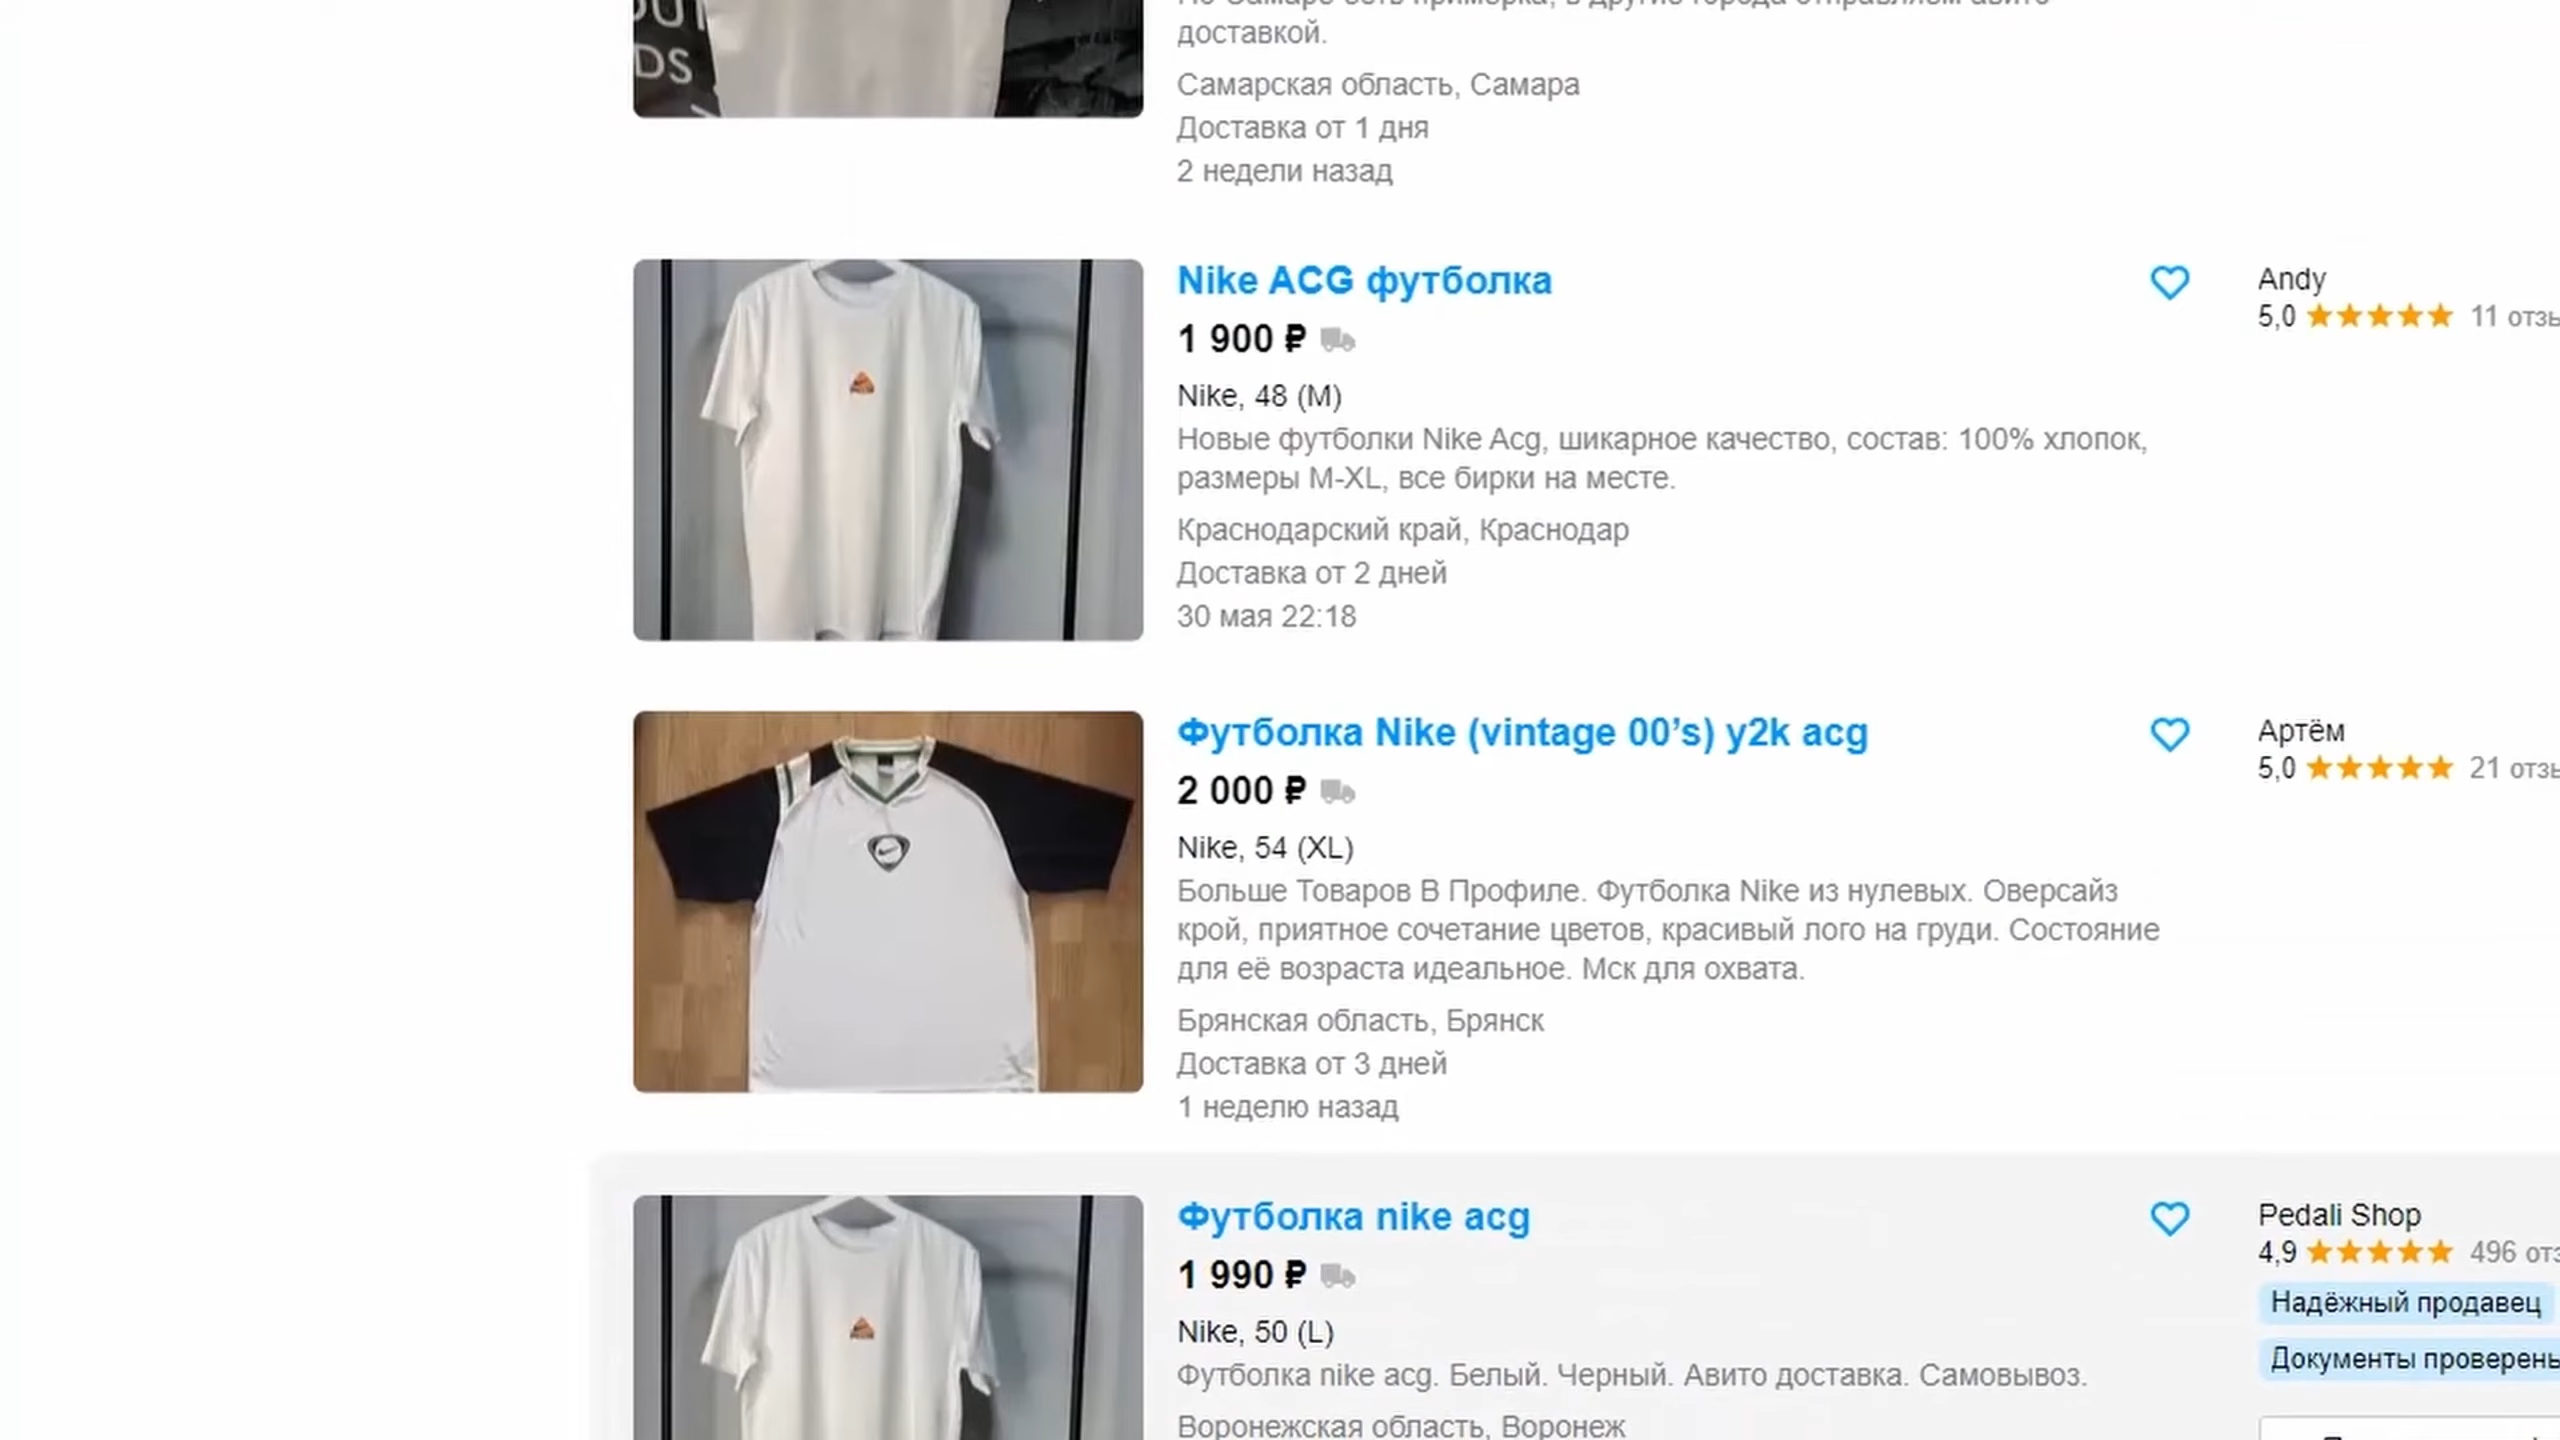 доставкой.
Самарская область, Самара
Доставка от 1 дня
2 недели назад
DS
Nike ACG футболка
1 900 ₽
Nike, 48 (M)
Новые футболки Nike Acg, шикарное качество, состав: 100% хлопок,
размеры M-XL, все бирки на месте.
Краснодарский край, Краснодар
Доставка от 2 дней
30 мая 22:18
Andy
5,0 11
Футболка Nike (vintage 00’s) y2k acg
2 000 ₽
Nike, 54 (XL)
Больше Товаров В Профиле. Футболка Nike из нулевых. Оверсайз
крой, приятное сочетание цветов, красивый лого на груди. Состояние
для её возраста идеальное. Мск для охвата.
Брянская область, Брянск
Доставка от 3 дней
1 неделю назад
Артём
5,0 21
Футболка nike acg
1 990 ₽
Nike, 50 (L)
Футболка nike acg. Белый. Черный. Авито доставка. Самовывоз.
Воронежская область, Воронеж
Pedali Shop
4,9 496
Надёжный продавец
Документы